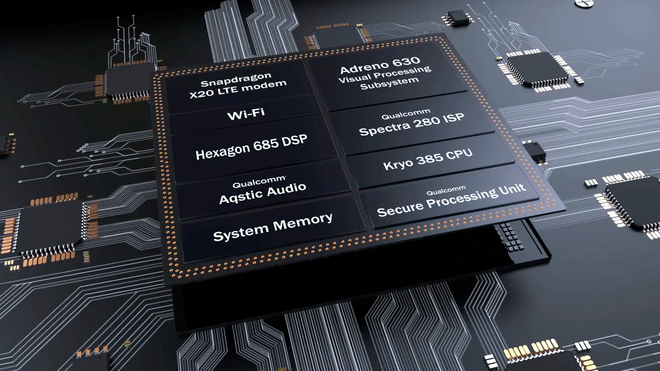 Snapdragon
X20 LTE modem
Wi-Fi
Hexagon 685 DSP
Qualcomm
Aqstic Audio
System Memory
Adreno 630
Visual Processing
Subsystem
Qualcomm
Spectra 280 ISP
Kryo 385 CPU
Qualcomm
Secure Processing Unit